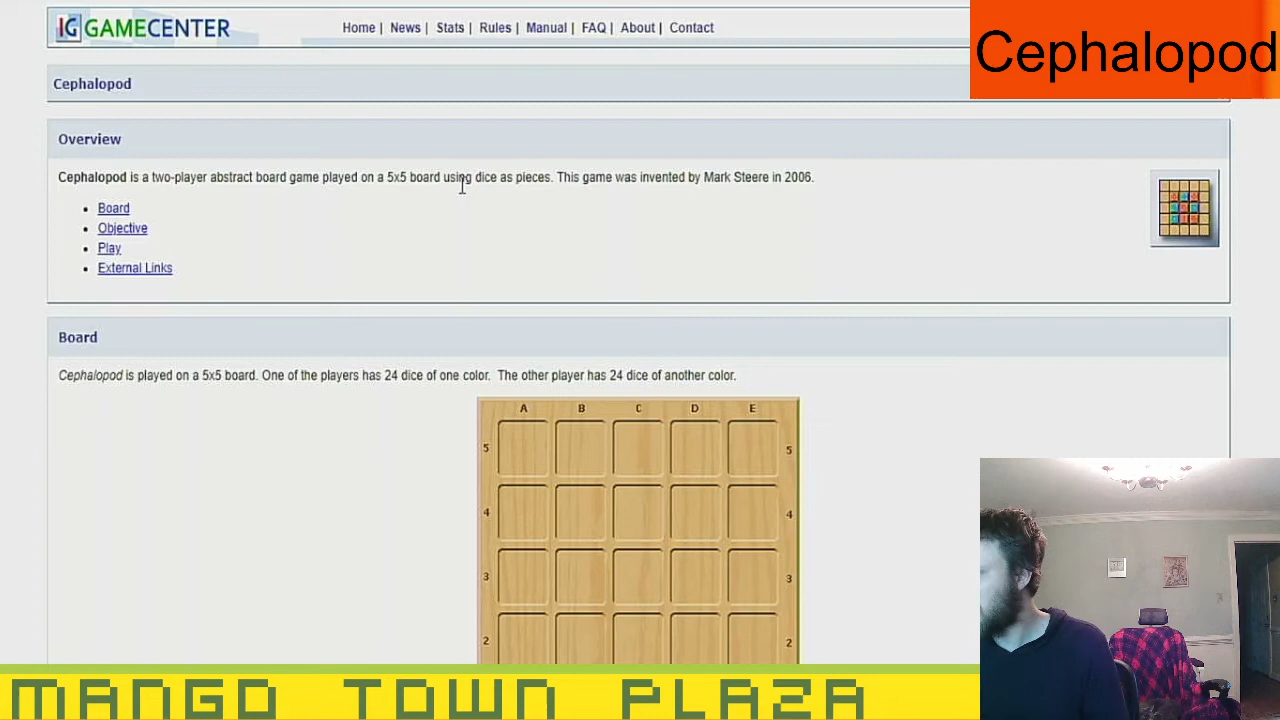 IG GAMECENTER
Home | News | Stats | Rules | Manual | FAQ | About | Contact
Cephalopod
Cephalopod
Overview
Cephalopod is a two-player abstract board game played on a 5x5 board using dice as pieces. This game was invented by Mark Steere in 2006.
Board
Objective
Play
External Links
Board
Cephalopod is played on a 5x5 board. One of the players has 24 dice of one color. The other player has 24 dice of another color.
A B C D E
5 5
4 4
3 3
2 2
MANGO TOWN PLAZA